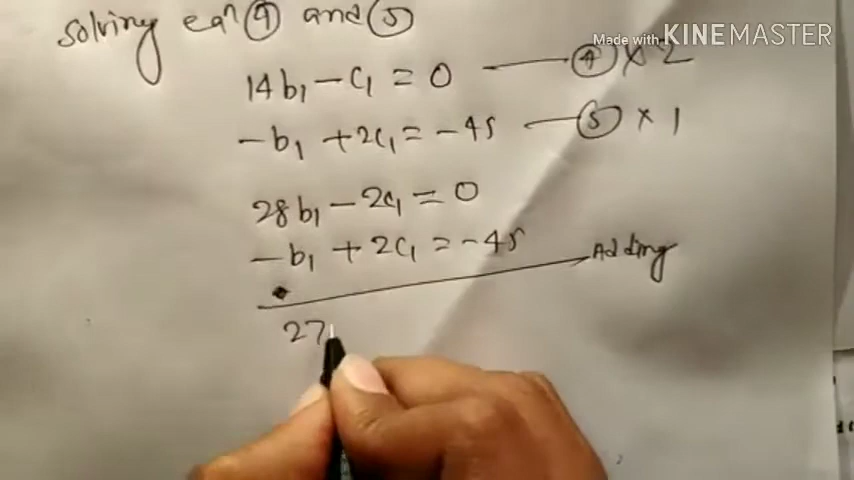 Made with KINEMASTER
solving eqn ④ and ⑤
14b₁ - c₁ = 0 —— ④ × 2
-b₁ + 2c₁ = -45 —— ⑤ × 1
28b₁ - 2c₁ = 0
-b₁ + 2c₁ = -45
Adding
27